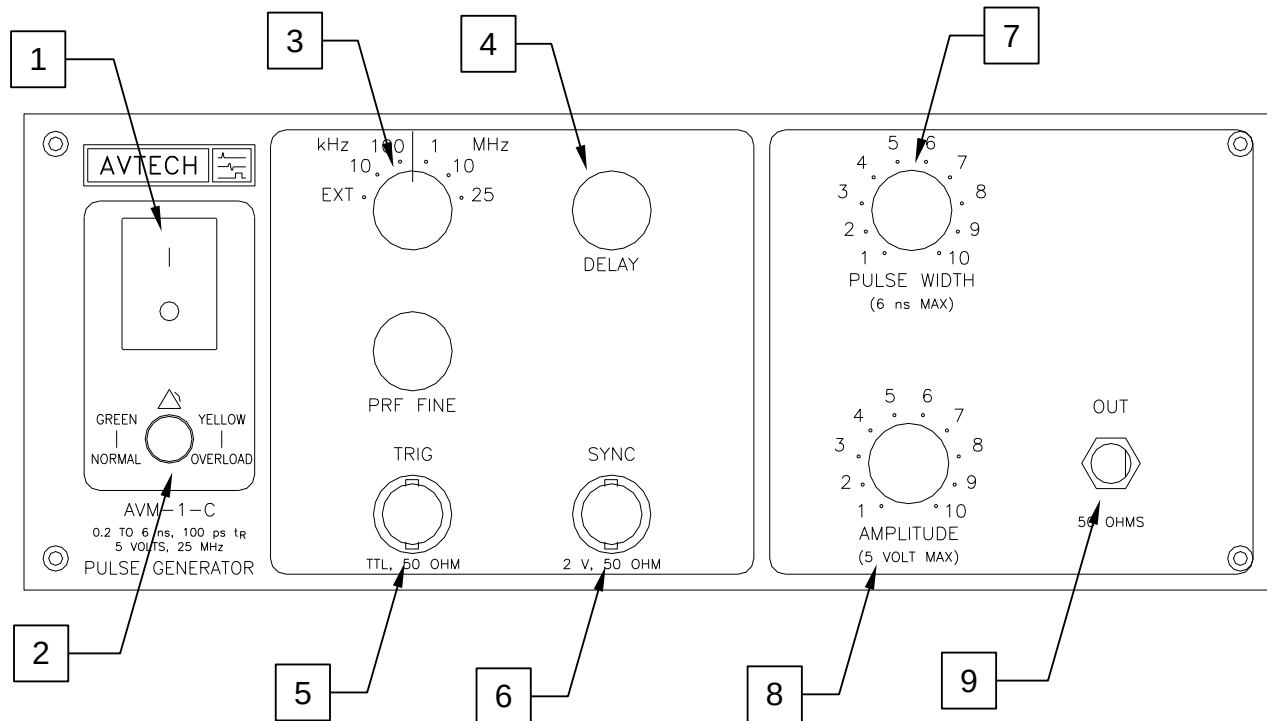 1
3
4
7
AVTECH
kHz 100 1 MHz
10 10
EXT 25
DELAY
PRF FINE
5 6
4 7
3 8
2 9
1 10
PULSE WIDTH
(6 ns MAX)
GREEN YELLOW
NORMAL OVERLOAD
AVM-1-C
0.2 TO 6 ns, 100 ps tR
5 VOLTS, 25 MHz
PULSE GENERATOR
TRIG
TTL, 50 OHM
SYNC
2 V, 50 OHM
5 6
4 7
3 8
2 9
1 10
AMPLITUDE
(5 VOLT MAX)
OUT
50 OHMS
2
5
6
8
9